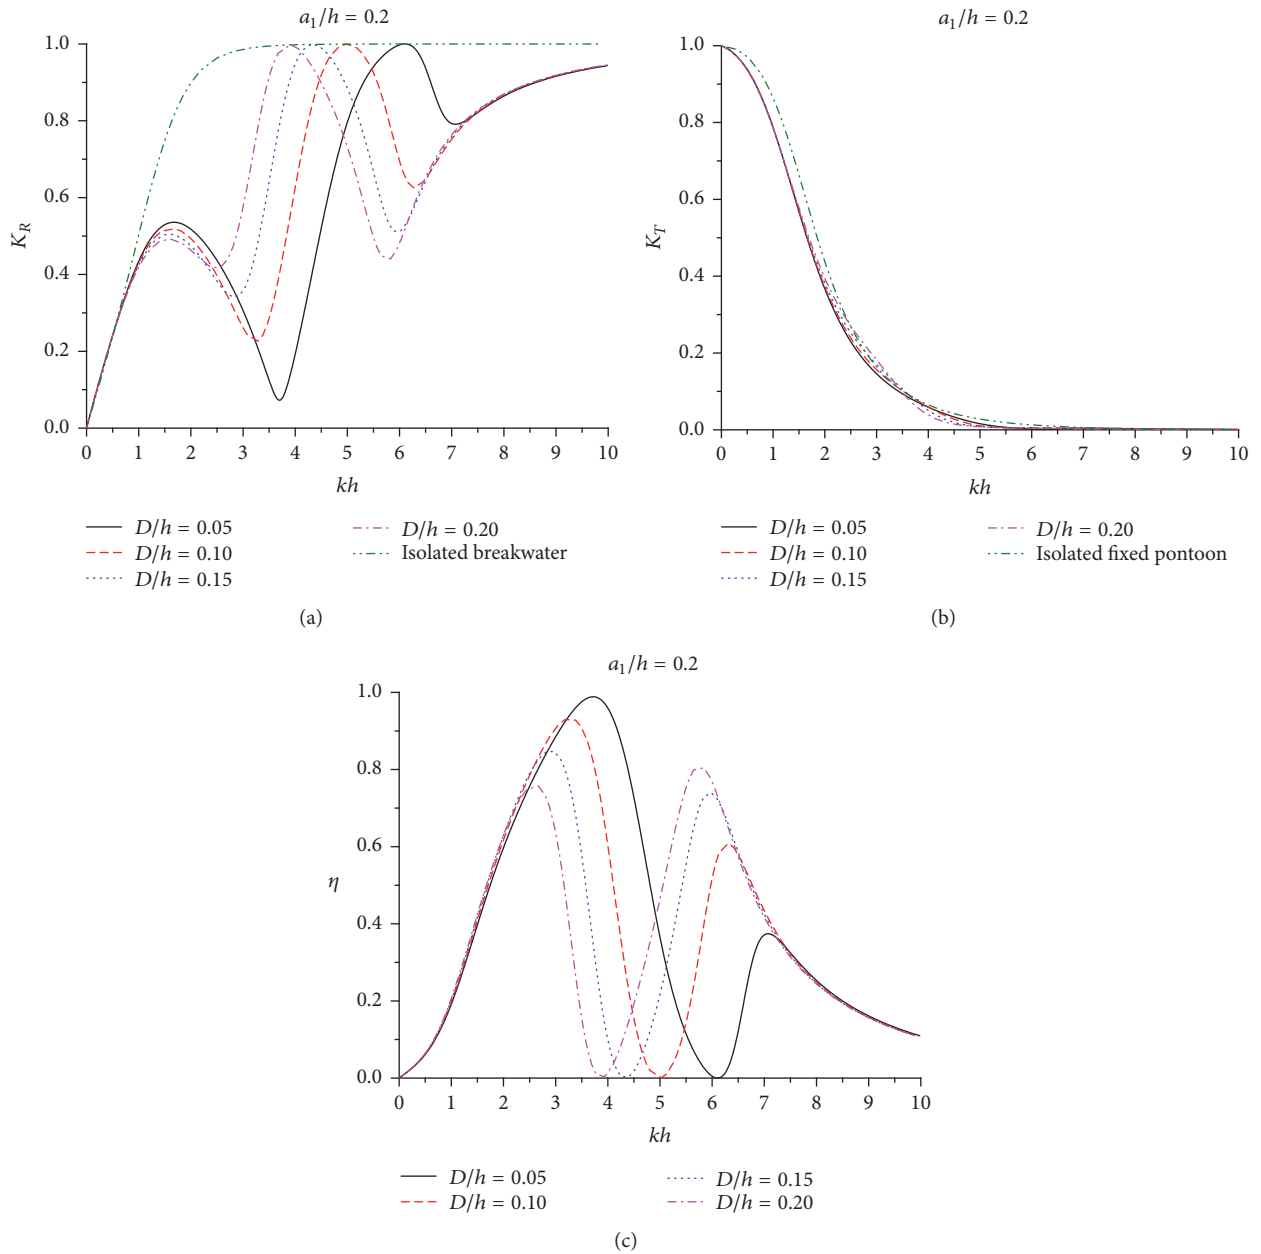 a₁/h = 0.2
1.0
0.8
0.6
0.4
0.2
0.0
K_R
0 1 2 3 4 5 6 7 8 9 10
kh
D/h = 0.05
D/h = 0.10
D/h = 0.15
D/h = 0.20
Isolated breakwater
(a)
a₁/h = 0.2
1.0
0.8
0.6
0.4
0.2
0.0
K_T
0 1 2 3 4 5 6 7 8 9 10
kh
D/h = 0.05
D/h = 0.10
D/h = 0.15
D/h = 0.20
Isolated fixed pontoon
(b)
a₁/h = 0.2
1.0
0.8
0.6
0.4
0.2
0.0
η
0 1 2 3 4 5 6 7 8 9 10
kh
D/h = 0.05
D/h = 0.10
D/h = 0.15
D/h = 0.20
(c)